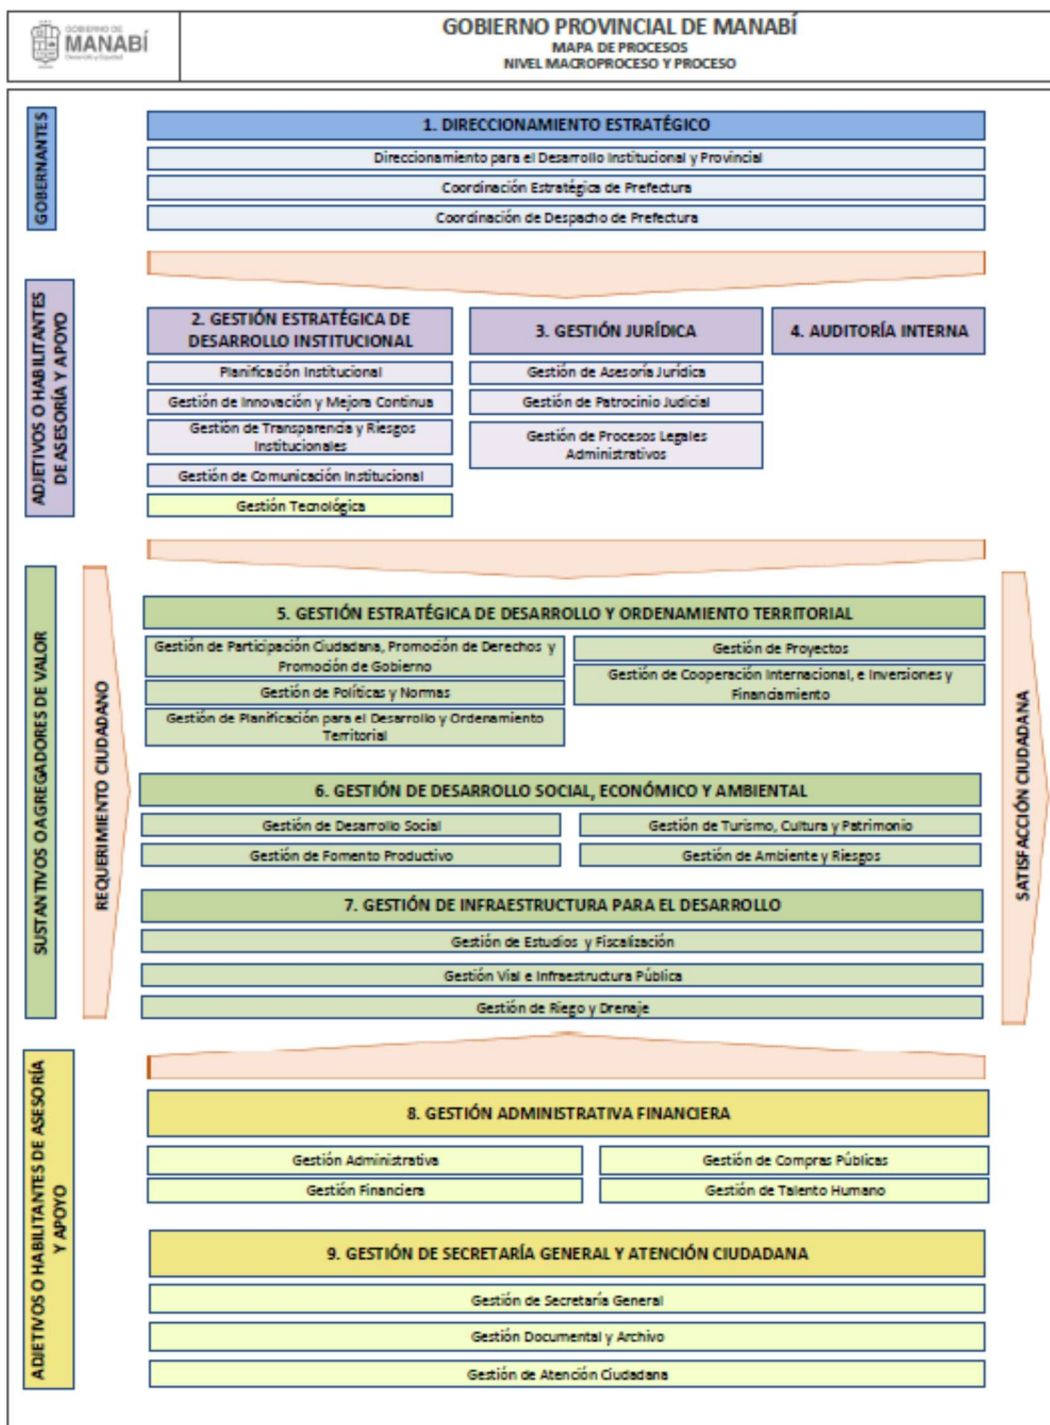 GOBIERNO DE
MANABÍ
GOBIERNO PROVINCIAL DE MANABÍ
MAPA DE PROCESOS
NIVEL MACROPROCESO Y PROCESO
GOBERNANTES
1. DIRECCIONAMIENTO ESTRATÉGICO
Direccionamiento para el Desarrollo Institucional y Provincial
Coordinación Estratégica de Prefectura
Coordinación de Despacho de Prefectura
ADJETIVOS O HABILITANTES
DE ASESORÍA Y APOYO
2. GESTIÓN ESTRATÉGICA DE
DESARROLLO INSTITUCIONAL
Planificación Institucional
Gestión de Innovación y Mejora Continua
Gestión de Transparencia y Riesgos
Institucionales
Gestión de Comunicación Institucional
Gestión Tecnológica
3. GESTIÓN JURÍDICA
Gestión de Asesoría Jurídica
Gestión de Patrocinio Judicial
Gestión de Procesos Legales
Administrativos
4. AUDITORÍA INTERNA
SUSTANTIVOS O AGREGADORES DE VALOR
REQUERIMIENTO CIUDADANO
5. GESTIÓN ESTRATÉGICA DE DESARROLLO Y ORDENAMIENTO TERRITORIAL
Gestión de Participación Ciudadana, Promoción de Derechos y
Promoción de Gobierno
Gestión de Políticas y Normas
Gestión de Planificación para el Desarrollo y Ordenamiento
Territorial
Gestión de Proyectos
Gestión de Cooperación Internacional, e Inversiones y
Financiamiento
6. GESTIÓN DE DESARROLLO SOCIAL, ECONÓMICO Y AMBIENTAL
Gestión de Desarrollo Social
Gestión de Turismo, Cultura y Patrimonio
Gestión de Fomento Productivo
Gestión de Ambiente y Riesgos
7. GESTIÓN DE INFRAESTRUCTURA PARA EL DESARROLLO
Gestión de Estudios y Fiscalización
Gestión Vial e Infraestructura Pública
Gestión de Riego y Drenaje
SATISFACCIÓN CIUDADANA
ADJETIVOS O HABILITANTES DE ASESORÍA
Y APOYO
8. GESTIÓN ADMINISTRATIVA FINANCIERA
Gestión Administrativa
Gestión de Compras Públicas
Gestión Financiera
Gestión de Talento Humano
9. GESTIÓN DE SECRETARÍA GENERAL Y ATENCIÓN CIUDADANA
Gestión de Secretaría General
Gestión Documental y Archivo
Gestión de Atención Ciudadana